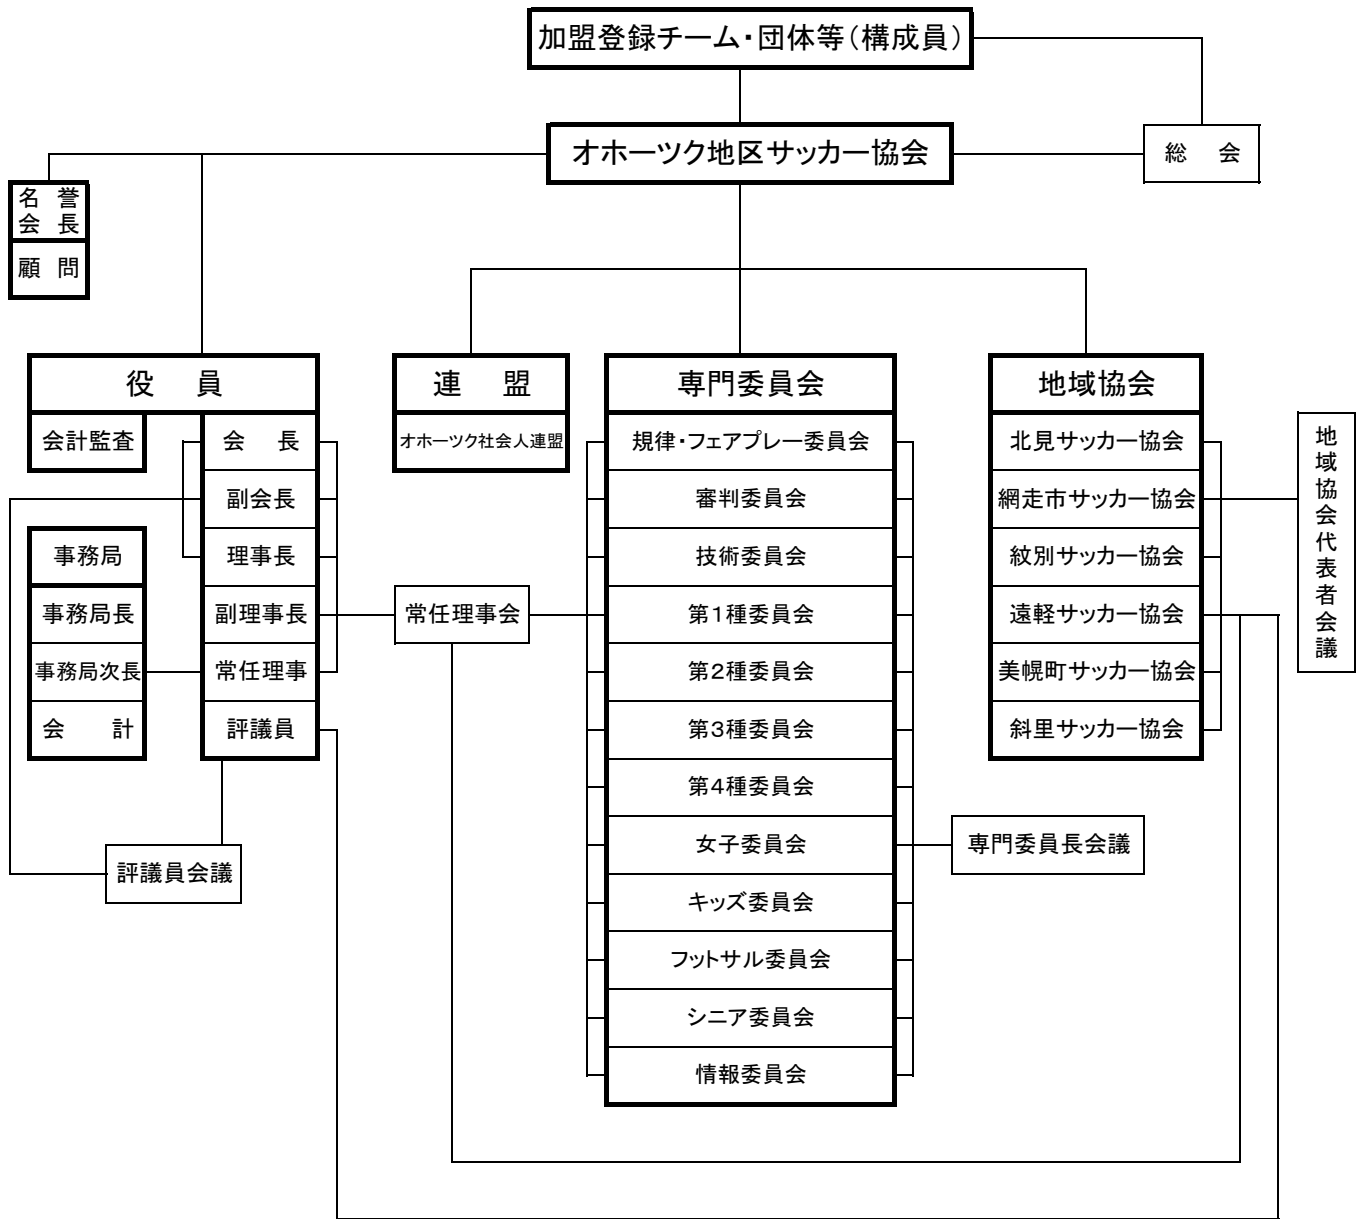 加盟登録チーム・団体等(構成員)
オホーツク地区サッカー協会
総 会
名 誉
会 長
顧 問
役 員
会計監査
会 長
副会長
理事長
副理事長
常任理事
評議員
事務局
事務局長
事務局次長
会 計
評議員会議
常任理事会
連 盟
オホーツク社会人連盟
専門委員会
規律・フェアプレー委員会
審判委員会
技術委員会
第1種委員会
第2種委員会
第3種委員会
第4種委員会
女子委員会
キッズ委員会
フットサル委員会
シニア委員会
情報委員会
専門委員長会議
地域協会
北見サッカー協会
網走市サッカー協会
紋別サッカー協会
遠軽サッカー協会
美幌町サッカー協会
斜里サッカー協会
地域協会代表者会議